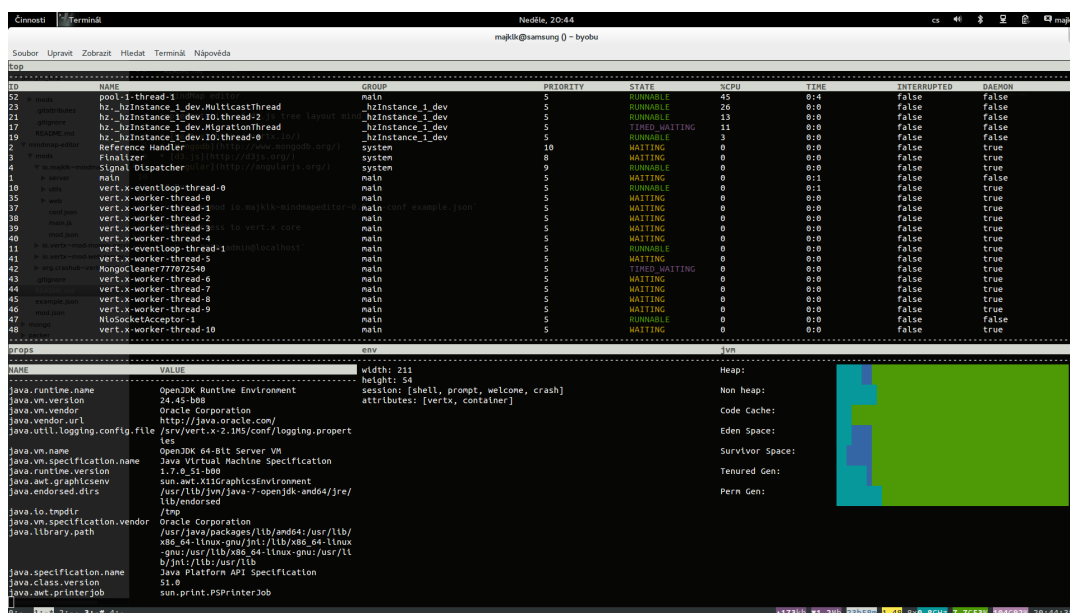 Činnosti Terminál Neděle, 20:44 cs majk
majklk@samsung () - byobu
Soubor Upravit Zobrazit Hledat Terminál Nápověda
top
ID NAME GROUP PRIORITY STATE %CPU TIME INTERRUPTED DAEMON
52 pool-1-thread-1 main 5 RUNNABLE 45 0:4 false false
23 hz._hzInstance_1_dev.MulticastThread _hzInstance_1_dev 5 RUNNABLE 26 0:0 false false
21 hz._hzInstance_1_dev.IO.thread-2 _hzInstance_1_dev 5 RUNNABLE 13 0:0 false false
17 hz._hzInstance_1_dev.MigrationThread _hzInstance_1_dev 5 TIMED_WAITING 11 0:0 false false
19 hz._hzInstance_1_dev.IO.thread-0 _hzInstance_1_dev 5 RUNNABLE 3 0:0 false false
2 Reference Handler system 10 WAITING 0 0:0 false true
3 Finalizer system 8 WAITING 0 0:0 false true
4 Signal Dispatcher system 9 RUNNABLE 0 0:0 false true
1 main main 5 WAITING 0 0:1 false false
10 vert.x-eventloop-thread-0 main 5 RUNNABLE 0 0:1 false true
35 vert.x-worker-thread-0 main 5 WAITING 0 0:0 false true
37 vert.x-worker-thread-1 main 5 WAITING 0 0:0 false true
38 vert.x-worker-thread-2 main 5 WAITING 0 0:0 false true
39 vert.x-worker-thread-3 main 5 WAITING 0 0:0 false true
40 vert.x-worker-thread-4 main 5 WAITING 0 0:0 false true
11 vert.x-eventloop-thread-1 main 5 RUNNABLE 0 0:0 false true
41 vert.x-worker-thread-5 main 5 WAITING 0 0:0 false true
42 MongoCleaner777072540 main 5 TIMED_WAITING 0 0:0 false true
43 vert.x-worker-thread-6 main 5 WAITING 0 0:0 false true
44 vert.x-worker-thread-7 main 5 WAITING 0 0:0 false true
45 vert.x-worker-thread-8 main 5 WAITING 0 0:0 false true
46 vert.x-worker-thread-9 main 5 WAITING 0 0:0 false true
47 NioSocketAcceptor-1 main 5 RUNNABLE 0 0:0 false false
48 vert.x-worker-thread-10 main 5 WAITING 0 0:0 false true
props env jvm
NAME VALUE width: 211 Heap:
height: 54
java.runtime.name OpenJDK Runtime Environment session: [shell, prompt, welcome, crash] Non heap:
java.vm.version 24.45-b08 attributes: [vertx, container]
java.vm.vendor Oracle Corporation Code Cache:
java.vendor.url http://java.oracle.com/
java.util.logging.config.file /srv/vert.x-2.1M5/conf/logging.propert Eden Space:
ies
java.vm.name OpenJDK 64-Bit Server VM Survivor Space:
java.vm.specification.name Java Virtual Machine Specification
java.runtime.version 1.7.0_51-b00 Tenured Gen:
java.awt.graphicsenv sun.awt.X11GraphicsEnvironment
java.endorsed.dirs /usr/lib/jvm/java-7-openjdk-amd64/jre/ Perm Gen:
lib/endorsed
java.io.tmpdir /tmp
java.vm.specification.vendor Oracle Corporation
java.library.path /usr/java/packages/lib/amd64:/usr/lib/
x86_64-linux-gnu/jni:/lib/x86_64-linux
-gnu:/usr/lib/x86_64-linux-gnu:/usr/li
b/jni:/lib:/usr/lib
java.specification.name Java Platform API Specification
java.class.version 51.0
java.awt.printerjob sun.print.PSPrinterJob